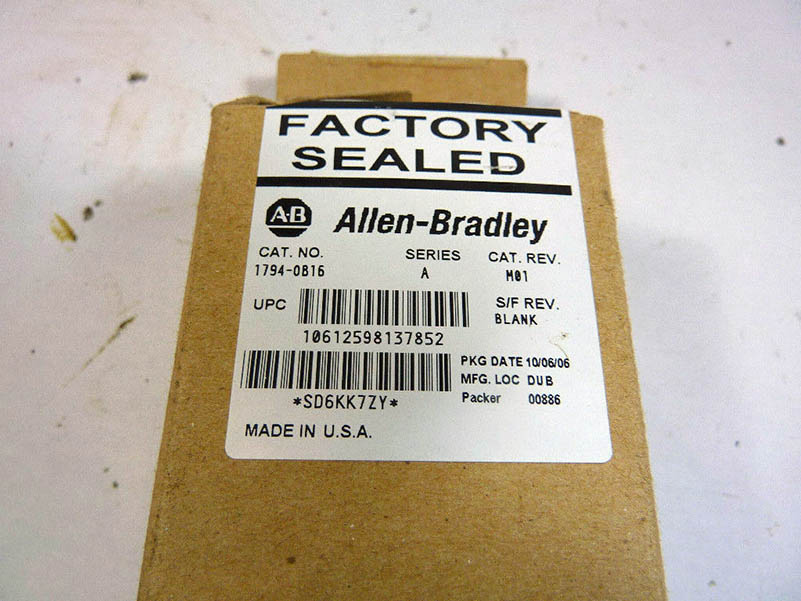 FACTORY
SEALED
A-B Allen-Bradley
CAT. NO. SERIES CAT. REV.
1794-OB16 A M01
UPC S/F REV.
BLANK
10612598137852
PKG DATE 10/06/06
MFG. LOC DUB
*SD6KK7ZY* Packer 00886
MADE IN U.S.A.